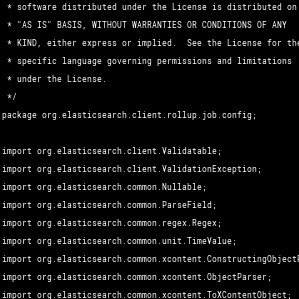 * software distributed under the License is distributed on
 * "AS IS" BASIS, WITHOUT WARRANTIES OR CONDITIONS OF ANY
 * KIND, either express or implied.  See the License for the
 * specific language governing permissions and limitations
 * under the License.
 */
package org.elasticsearch.client.rollup.job.config;

import org.elasticsearch.client.Validatable;
import org.elasticsearch.client.ValidationException;
import org.elasticsearch.common.Nullable;
import org.elasticsearch.common.ParseField;
import org.elasticsearch.common.regex.Regex;
import org.elasticsearch.common.unit.TimeValue;
import org.elasticsearch.common.xcontent.ConstructingObject
import org.elasticsearch.common.xcontent.ObjectParser;
import org.elasticsearch.common.xcontent.ToXContentObject;